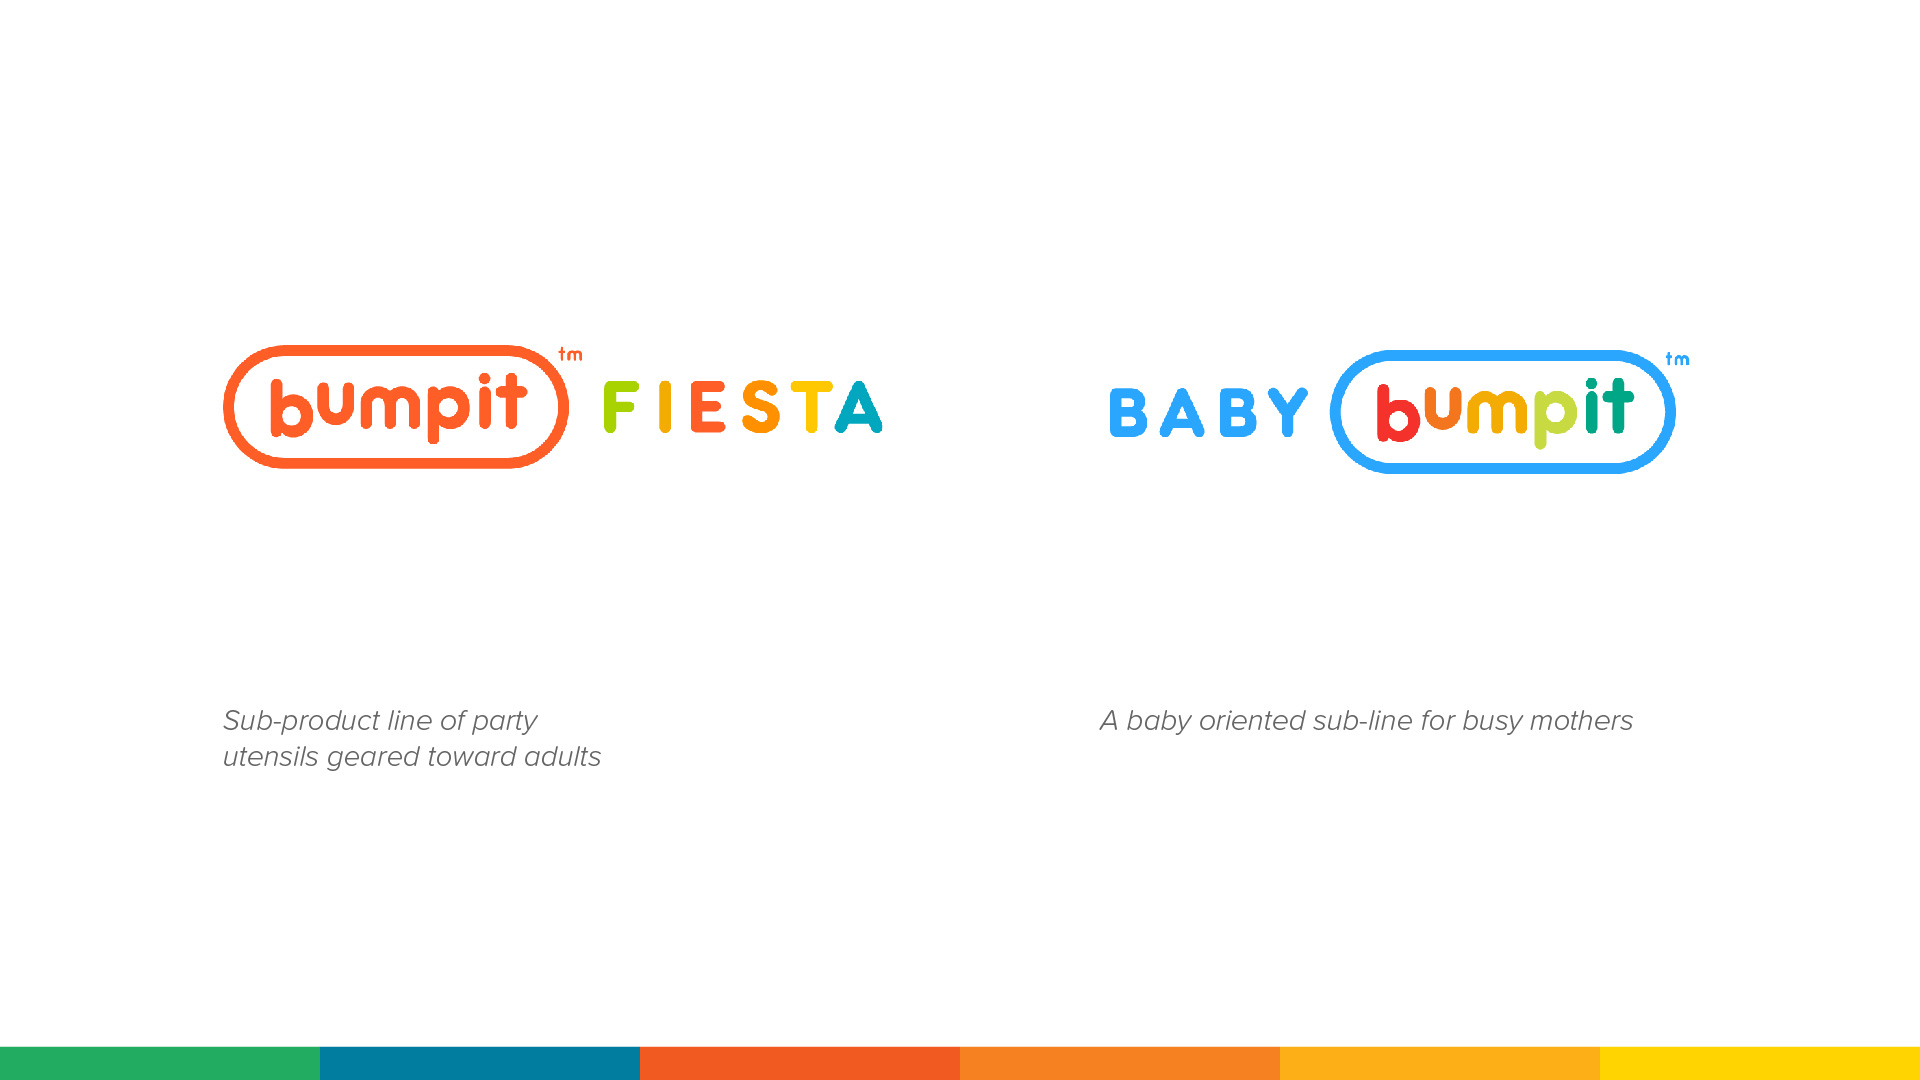 bumpit tm FIESTA
BABY bumpit tm
Sub-product line of party
utensils geared toward adults
A baby oriented sub-line for busy mothers